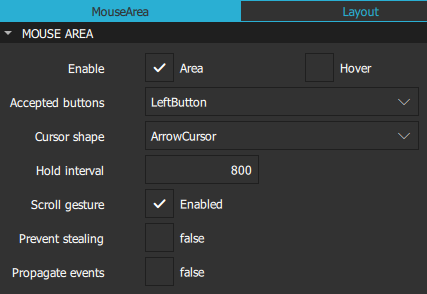 MouseArea Layout
MOUSE AREA
Enable Area Hover
Accepted buttons LeftButton
Cursor shape ArrowCursor
Hold interval 800
Scroll gesture Enabled
Prevent stealing false
Propagate events false